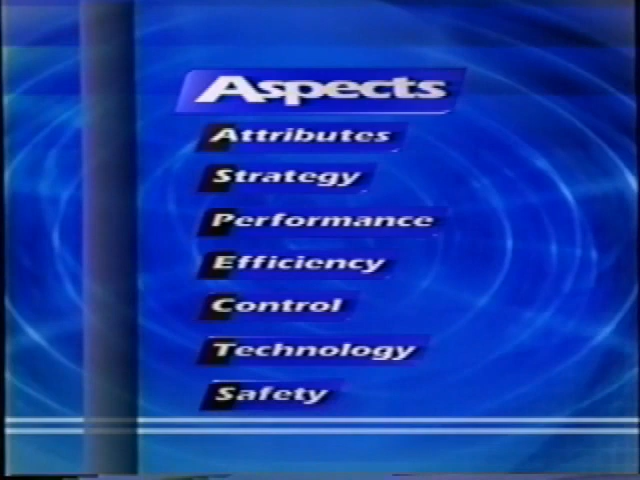 Aspects
Attributes
Strategy
Performance
Efficiency
Control
Technology
Safety